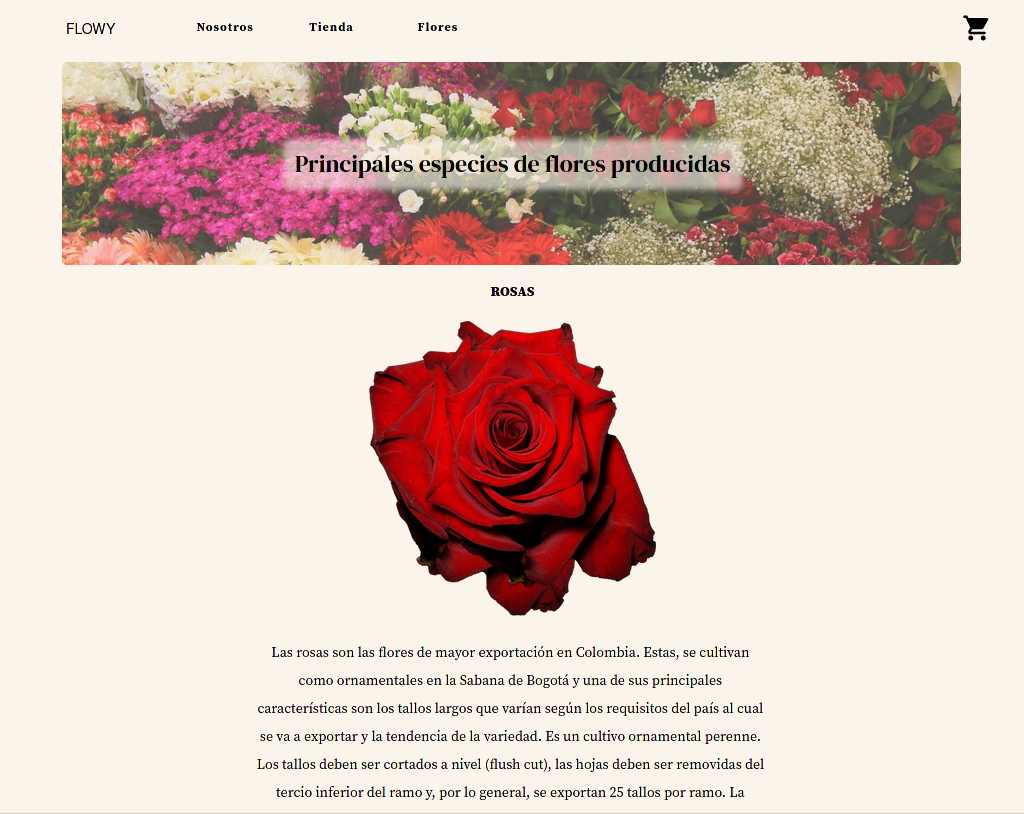 FLOWY
Nosotros
Tienda
Flores
Principales especies de flores producidas
ROSAS
Las rosas son las flores de mayor exportación en Colombia. Estas, se cultivan
como ornamentales en la Sabana de Bogotá y una de sus principales
características son los tallos largos que varían según los requisitos del país al cual
se va a exportar y la tendencia de la variedad. Es un cultivo ornamental perenne.
Los tallos deben ser cortados a nivel (flush cut), las hojas deben ser removidas del
tercio inferior del ramo y, por lo general, se exportan 25 tallos por ramo. La